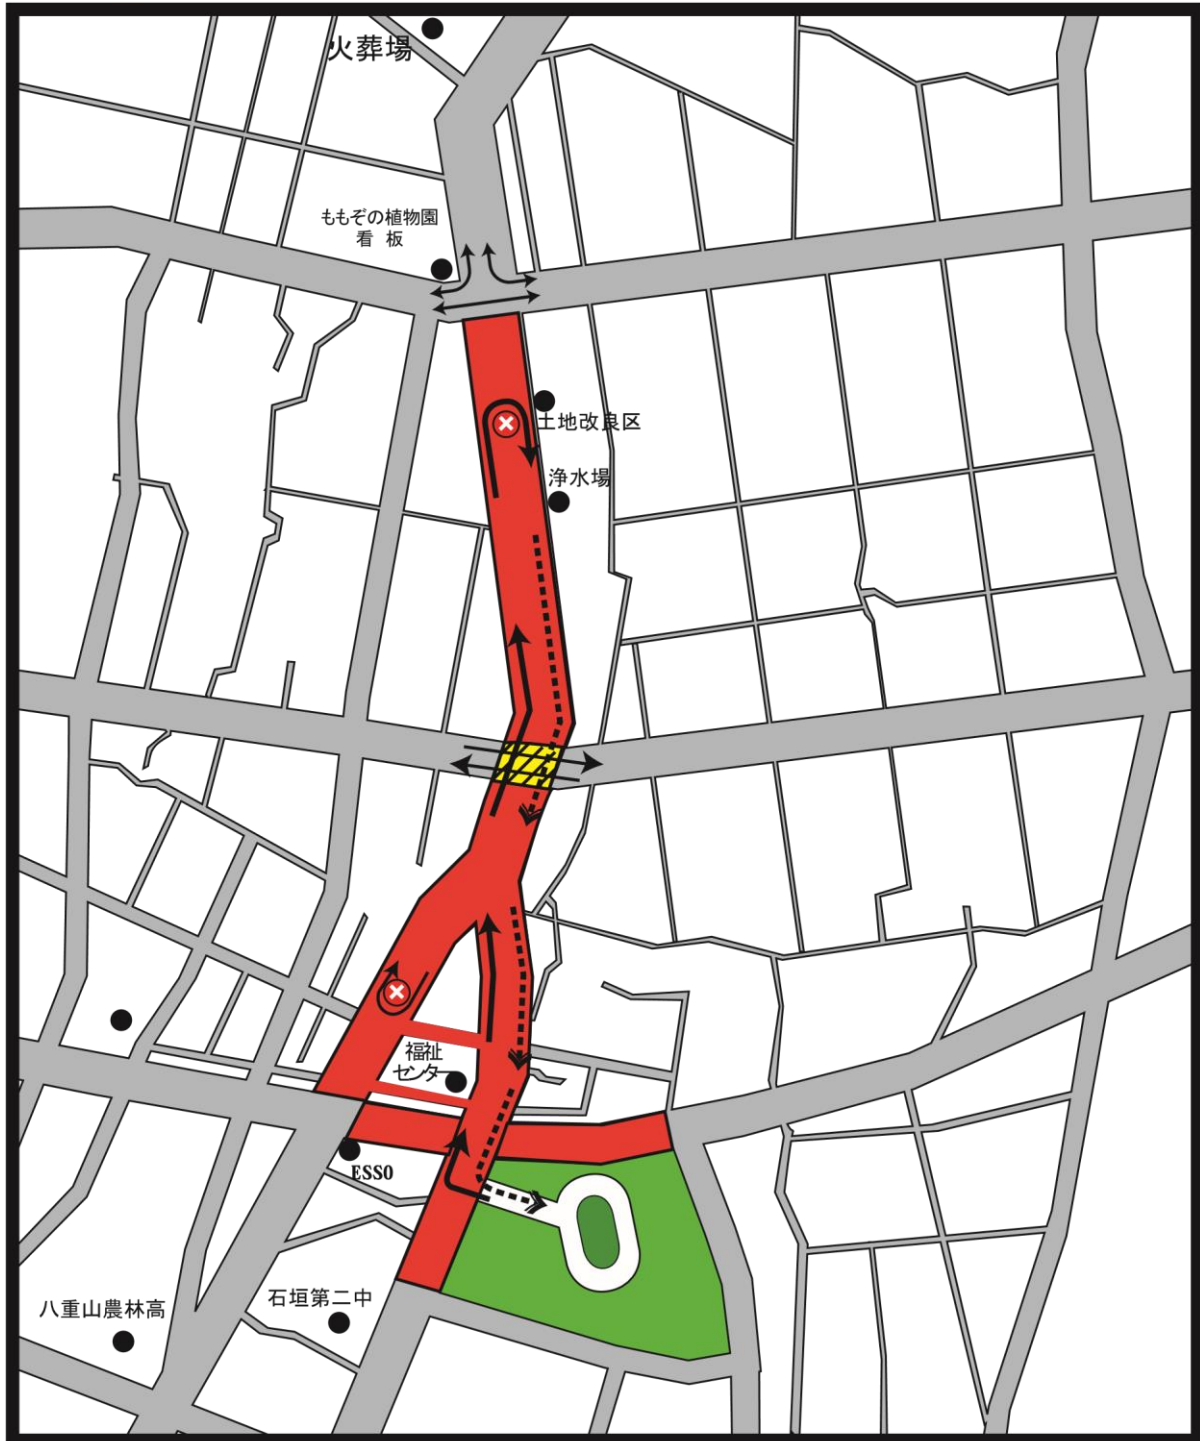 火葬場
ももぞの植物園
看 板
土地改良区
浄水場
福祉
センター
ESSO
石垣第二中
八重山農林高